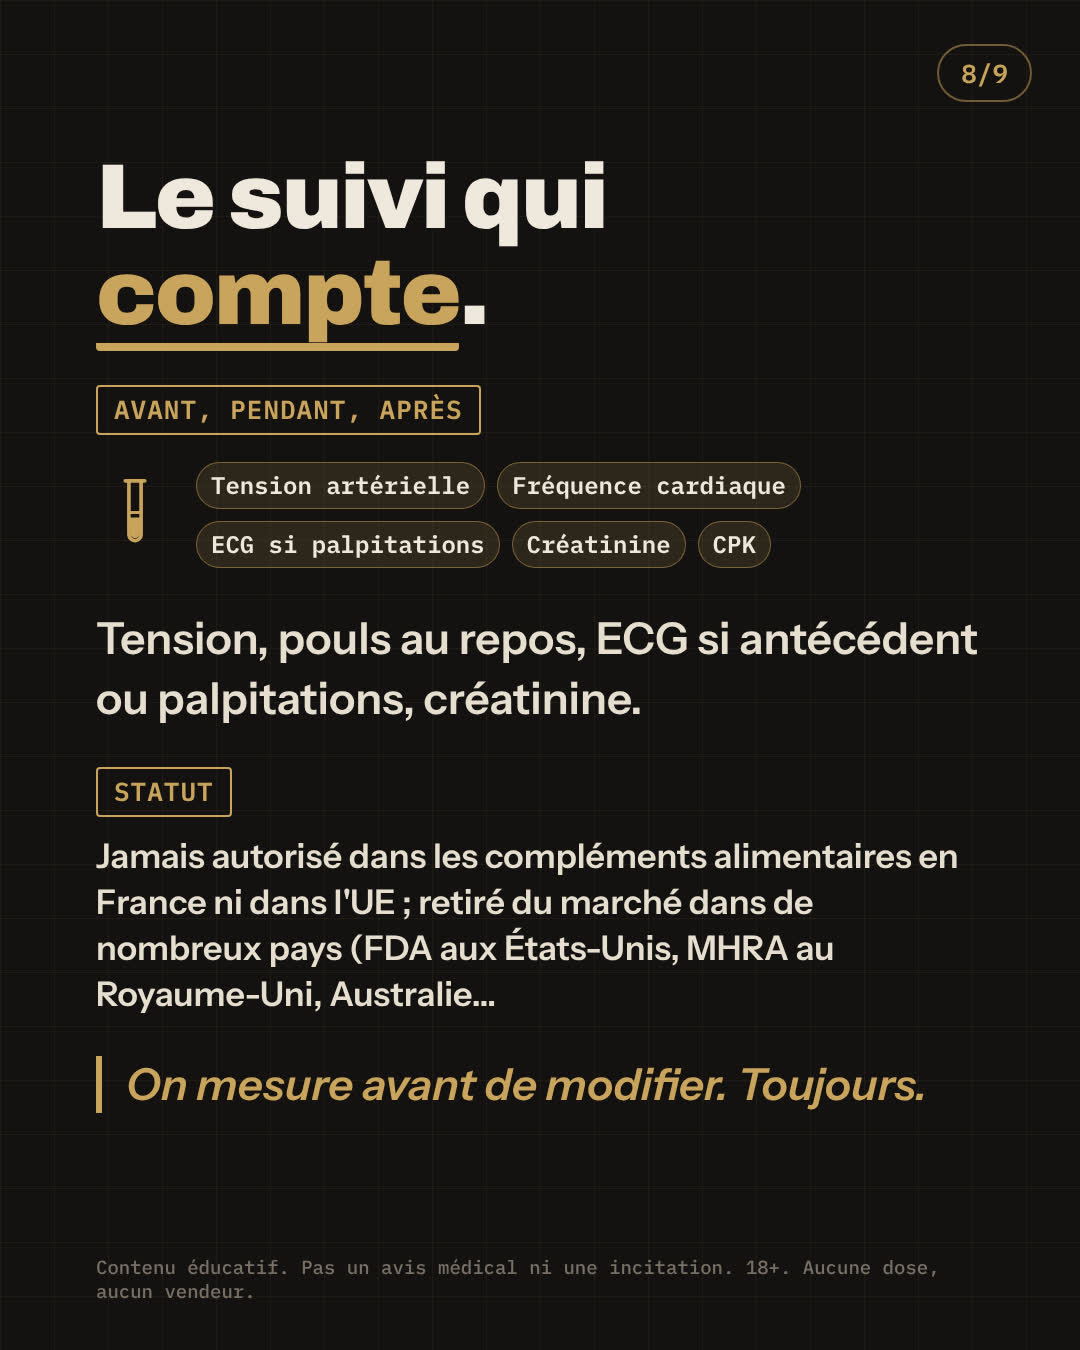 8/9
Le suivi qui
compte.
AVANT, PENDANT, APRÈS
Tension artérielle Fréquence cardiaque
ECG si palpitations Créatinine CPK
Tension, pouls au repos, ECG si antécédent
ou palpitations, créatinine.
STATUT
Jamais autorisé dans les compléments alimentaires en
France ni dans l'UE ; retiré du marché dans de
nombreux pays (FDA aux États-Unis, MHRA au
Royaume-Uni, Australie...
On mesure avant de modifier. Toujours.
Contenu éducatif. Pas un avis médical ni une incitation. 18+. Aucune dose,
aucun vendeur.